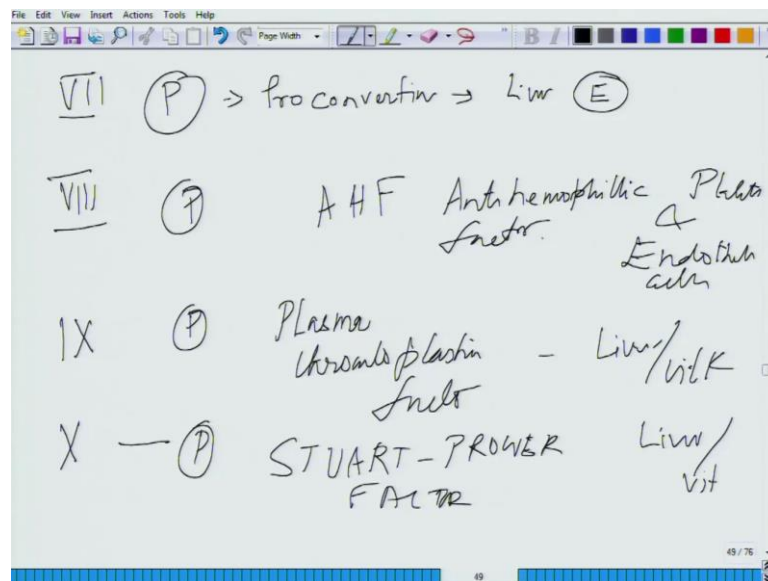 File Edit View Insert Actions Tools Help
Page Width
B I
VII P → Proconvertin → Liver E
VIII P AHF Antihemophillic factor. Platelets & Endothelial cells
IX P Plasma thromboplastin factor - Liver/vit K
X — P STUART-PROWER FACTOR Liver/vit
49 / 76
49